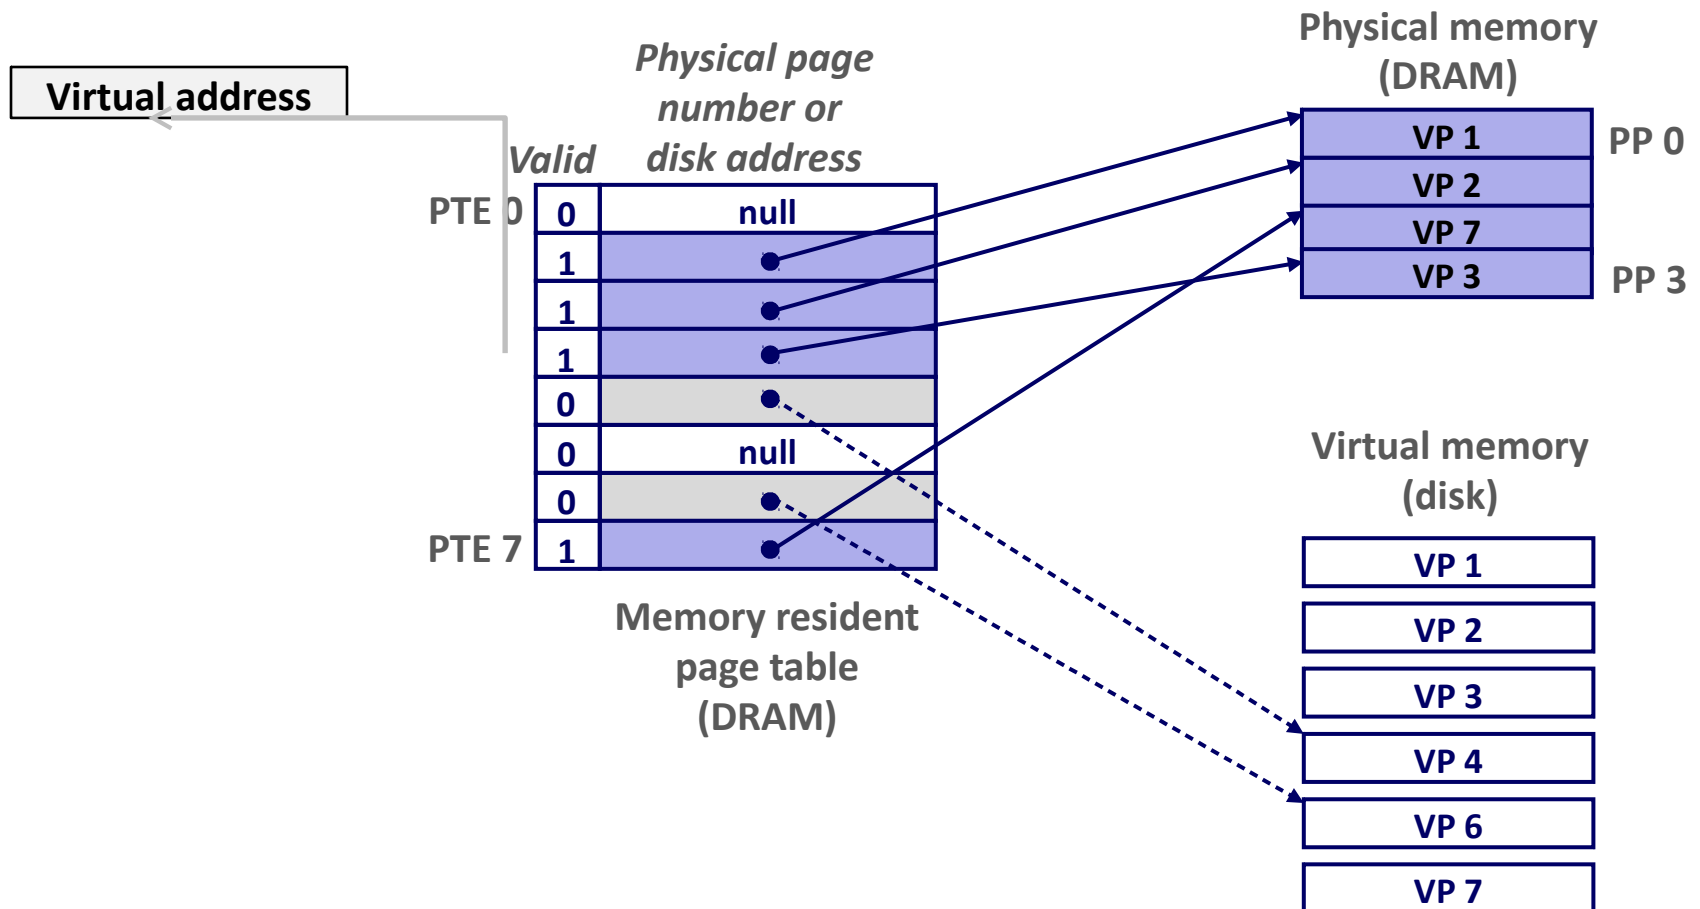 Virtual address
Physical page
number or
disk address
Valid
PTE 0
0
null
1
1
1
0
0
null
0
PTE 7
1
Memory resident
page table
(DRAM)
Physical memory
(DRAM)
VP 1
PP 0
VP 2
VP 7
VP 3
PP 3
Virtual memory
(disk)
VP 1
VP 2
VP 3
VP 4
VP 6
VP 7